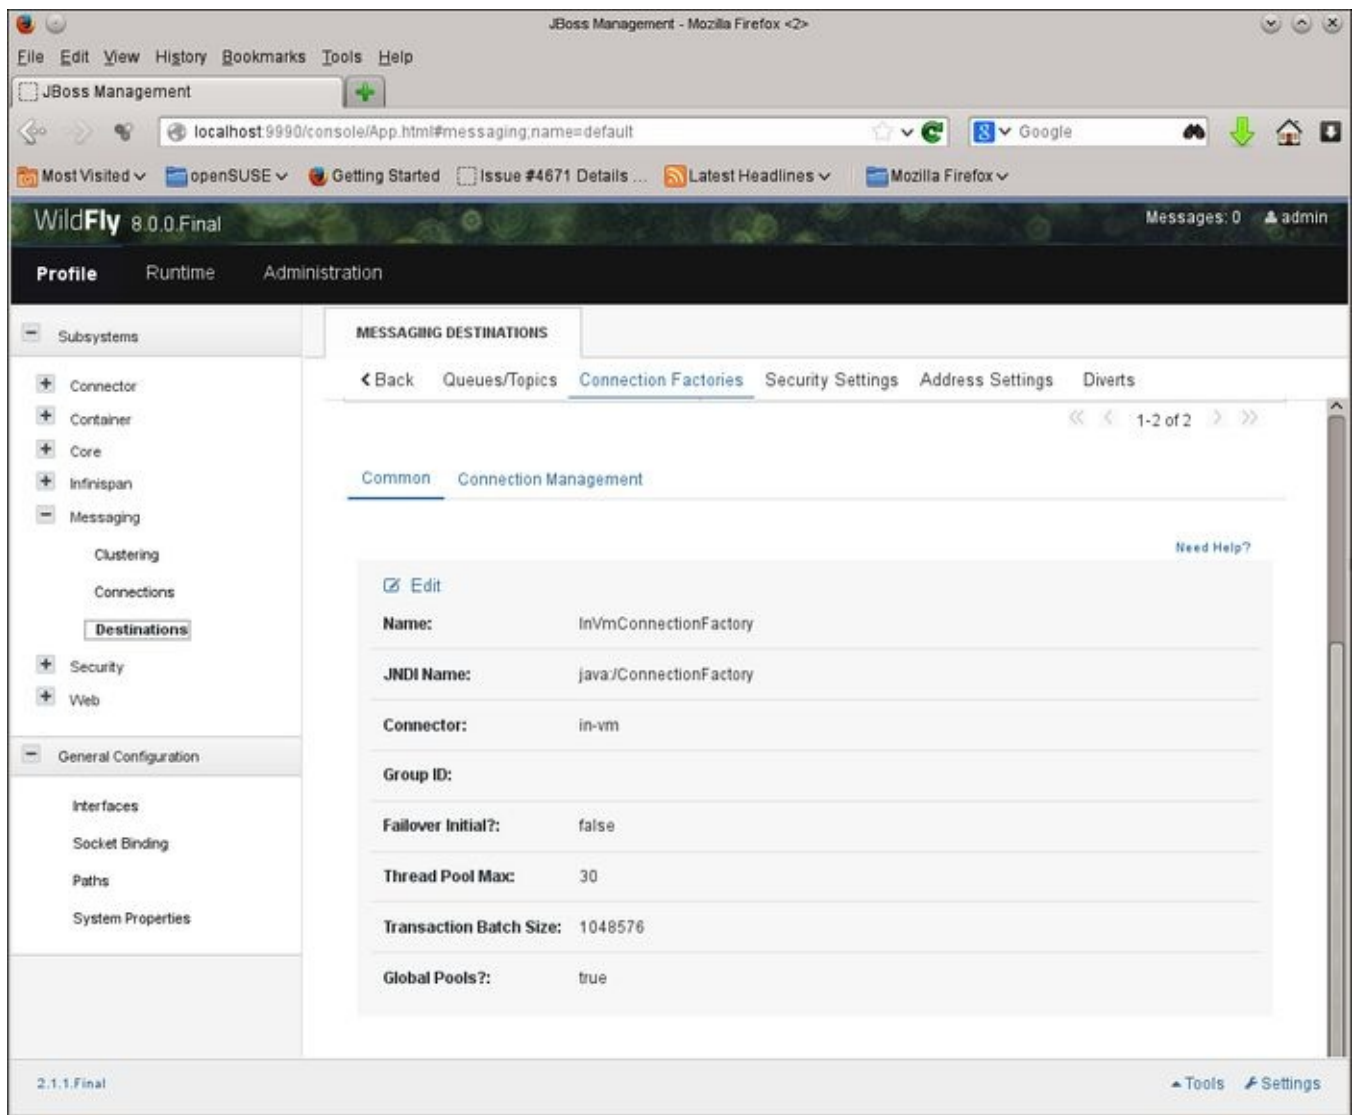 JBoss Management - Mozilla Firefox <2>
File Edit View History Bookmarks Tools Help
JBoss Management
localhost:9990/console/App.html#messaging;name=default
Google
Most Visited openSUSE Getting Started Issue #4671 Details ... Latest Headlines Mozilla Firefox
WildFly 8.0.0.Final
Messages: 0 admin
Profile Runtime Administration
Subsystems
Connector
Container
Core
Infinispan
Messaging
Clustering
Connections
Destinations
Security
Web
General Configuration
Interfaces
Socket Binding
Paths
System Properties
MESSAGING DESTINATIONS
Back Queues/Topics Connection Factories Security Settings Address Settings Diverts
1-2 of 2
Common Connection Management
Need Help?
Edit
Name: InVmConnectionFactory
JNDI Name: java:/ConnectionFactory
Connector: in-vm
Group ID:
Failover Initial?: false
Thread Pool Max: 30
Transaction Batch Size: 1048576
Global Pools?: true
2.1.1.Final
Tools Settings